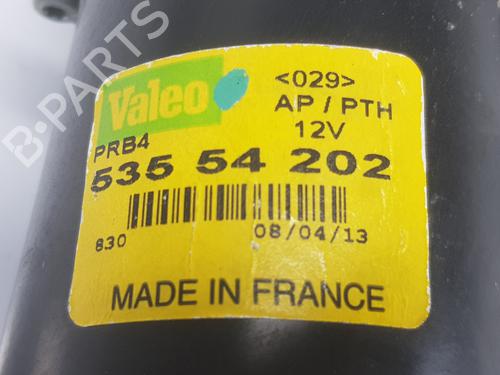 B-PARTS
Valeo
<029>
AP / PTH
12V
PRB4
535 54 202
830
08/04/13
MADE IN FRANCE